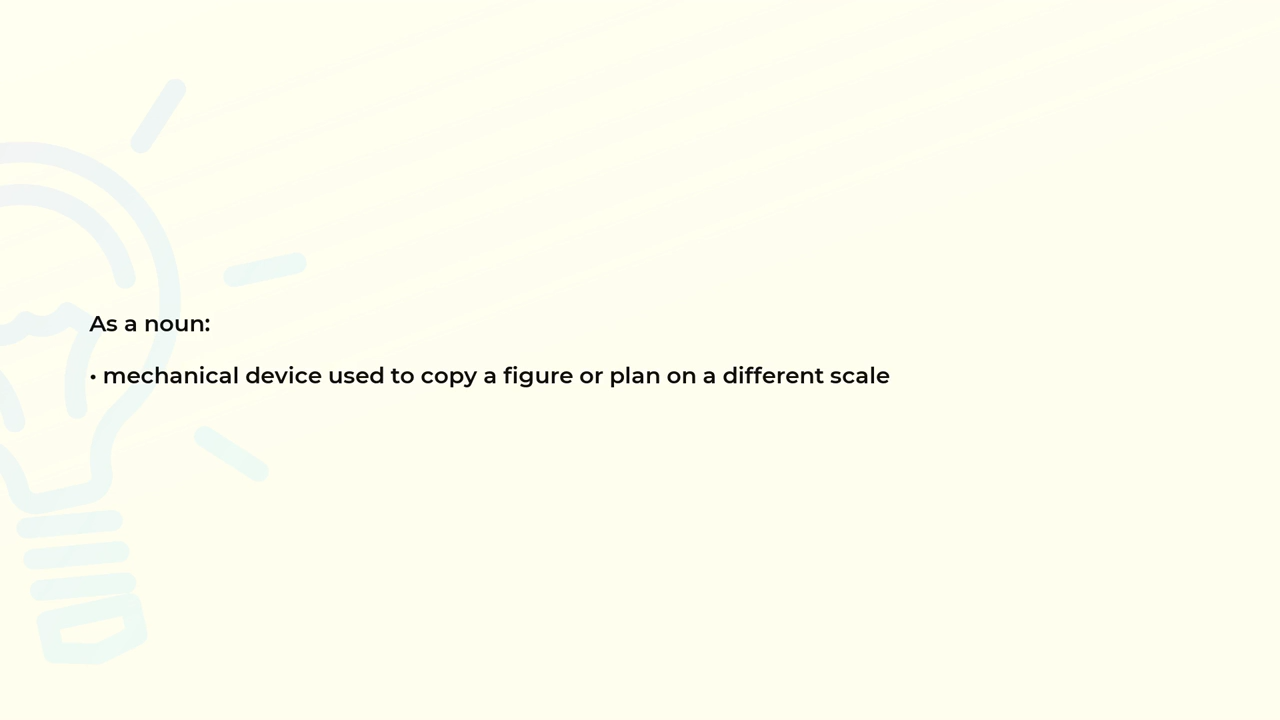 As a noun:
• mechanical device used to copy a figure or plan on a different scale